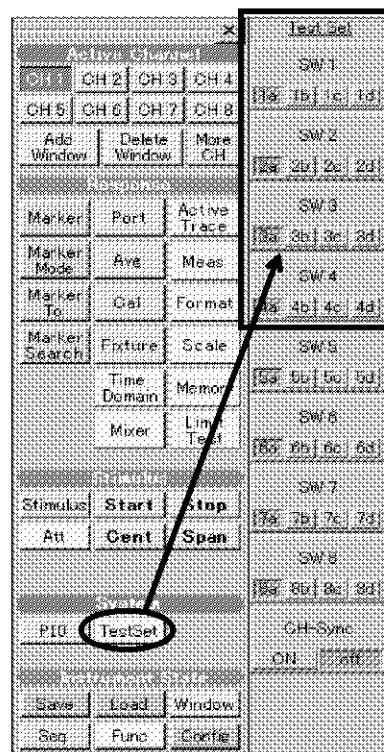 ×
Active Channel
CH 1 CH 2 CH 3 CH 4
CH 5 CH 6 CH 7 CH 8
Add Window Delete Window More CH
Response
Marker Port Active Trace
Marker Mode Ave Meas
Marker To Cal Format
Marker Search Fixture Scale
Time Domain Memory
Mixer Limit Test
Stimulus
Stimulus Start Stop
Att Cent Span
System
PIO TestSet
Instrument State
Save Load Window
Seq Func Config
Test Set
SW 1
1a 1b 1c 1d
SW 2
2a 2b 2c 2d
SW 3
3a 3b 3c 3d
SW 4
4a 4b 4c 4d
SW 5
5a 5b 5c 5d
SW 6
6a 6b 6c 6d
SW 7
7a 7b 7c 7d
SW 8
8a 8b 8c 8d
CH-Sync
ON off